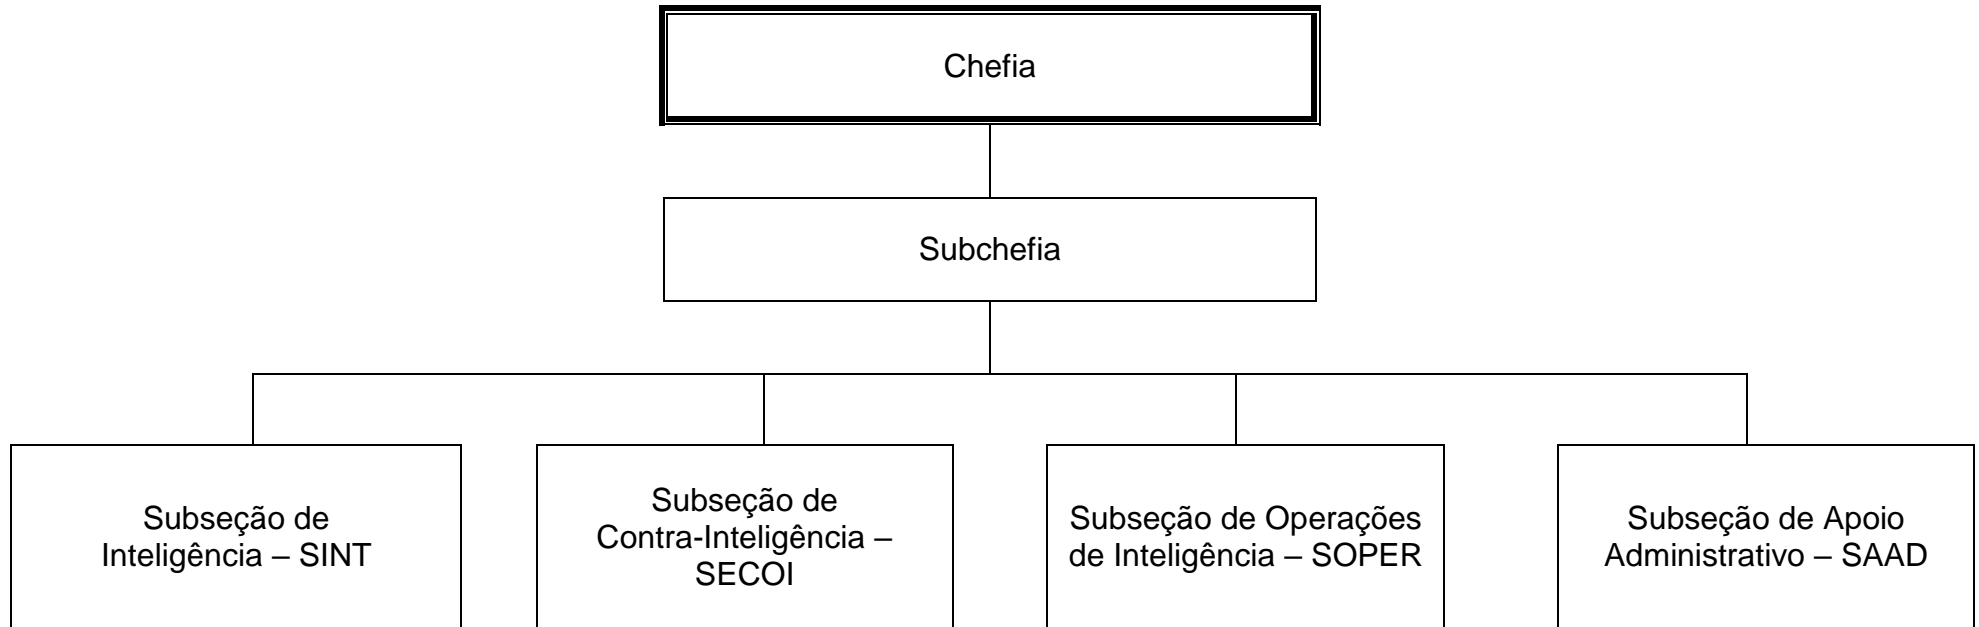 Chefia
Subchefia
Subseção de
Inteligência – SINT
Subseção de
Contra-Inteligência –
SECOI
Subseção de Operações
de Inteligência – SOPER
Subseção de Apoio
Administrativo – SAAD